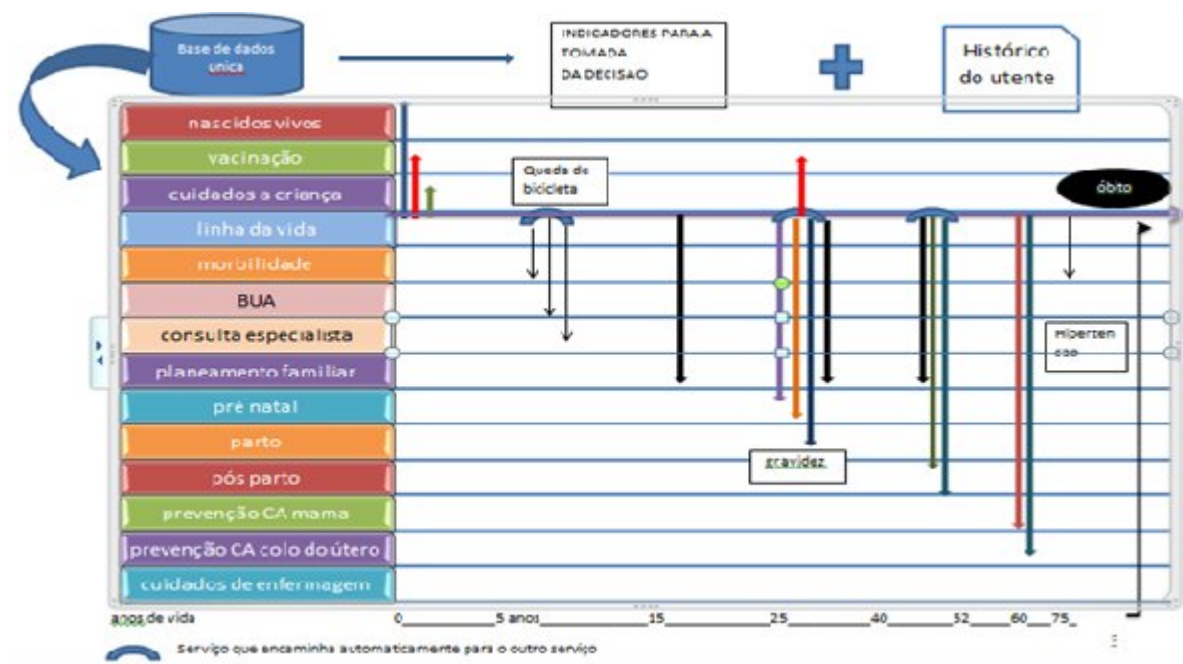 Base de dados
unica
INDICADORES PARA A
TOMADA
DA DECISAO
Histórico
do utente
nascidos vivos
vacinação
cuidados a criança
linha da vida
morbilidade
BUA
consulta especialista
planeamento familiar
pré natal
parto
pós parto
prevenção CA mama
prevenção CA colo do útero
cuidados de enfermagem
Queda de
bicicleta
óbito
Hiperten
sao
gravidez
anos de vida 0 5 anos 15 25 40 52 60 75
Serviço que encaminha automaticamente para o outro serviço